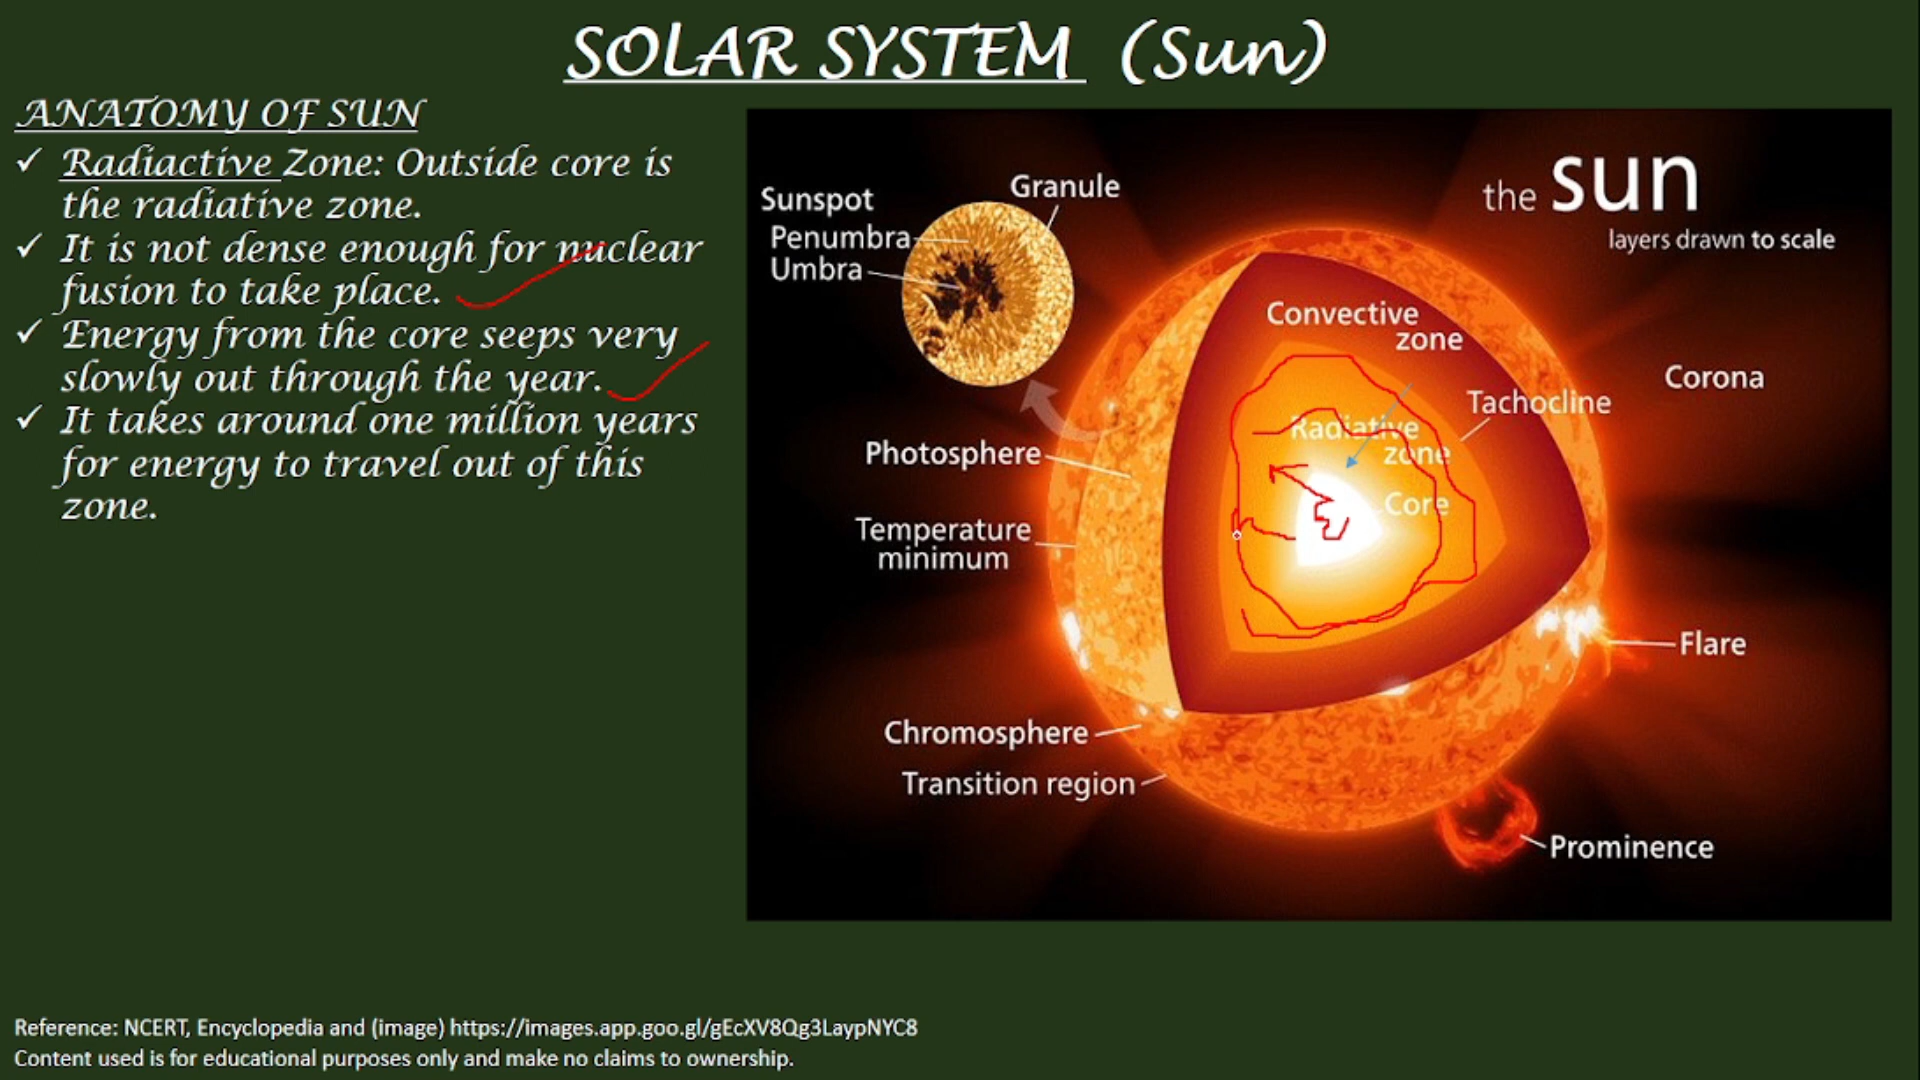 SOLAR SYSTEM (Sun)
ANATOMY OF SUN
✓ Radiactive Zone: Outside core is
the radiative zone.
✓ It is not dense enough for nuclear
fusion to take place.
✓ Energy from the core seeps very
slowly out through the year.
✓ It takes around one million years
for energy to travel out of this
zone.
the sun
layers drawn to scale
Sunspot
Granule
Penumbra
Umbra
Convective
zone
Corona
Tachocline
Radiative
zone
Photosphere
Core
Temperature
minimum
Flare
Chromosphere
Transition region
Prominence
Reference: NCERT, Encyclopedia and (image) https://images.app.goo.gl/gEcXV8Qg3LaypNYC8
Content used is for educational purposes only and make no claims to ownership.